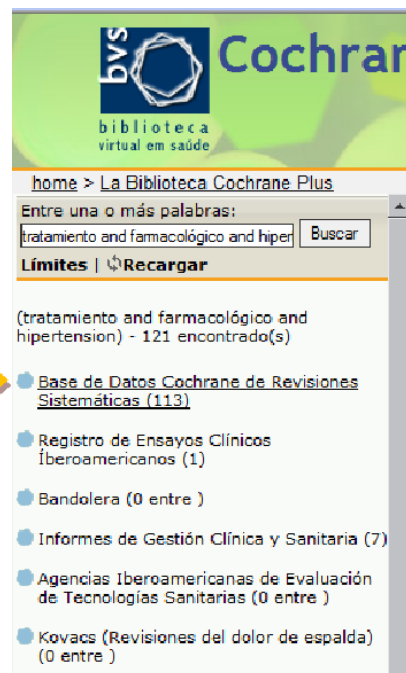 bvs
Cochran
biblioteca
virtual em saúde
home > La Biblioteca Cochrane Plus
Entre una o más palabras:
tratamiento and farmacológico and hiper Buscar
Límites | Recargar
(tratamiento and farmacológico and
hipertension) - 121 encontrado(s)
Base de Datos Cochrane de Revisiones
Sistemáticas (113)
Registro de Ensayos Clínicos
Íberoamericanos (1)
Bandolera (0 entre )
Informes de Gestión Clínica y Sanitaria (7)
Agencias Iberoamericanas de Evaluación
de Tecnologías Sanitarias (0 entre )
Kovacs (Revisiones del dolor de espalda)
(0 entre )